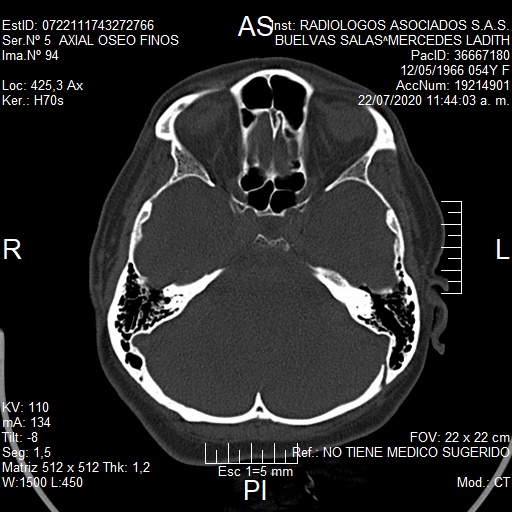 EstID: 0722111743272766
Ser.Nº 5 AXIAL OSEO FINOS
Ima.Nº 94
Loc: 425,3 Ax
Ker.: H70s
AS
Inst: RADIOLOGOS ASOCIADOS S.A.S.
BUELVAS SALAS^MERCEDES LADITH
PacID: 36667180
12/05/1966 054Y F
AccNum: 19214901
22/07/2020 11:44:03 a. m.
R
L
KV: 110
mA: 134
Tilt: -8
Seg: 1,5
Matriz 512 x 512 Thk: 1,2
W:1500 L:450
Esc 1=5 mm
PI
FOV: 22 x 22 cm
Ref.: NO TIENE MEDICO SUGERIDO
Mod.: CT